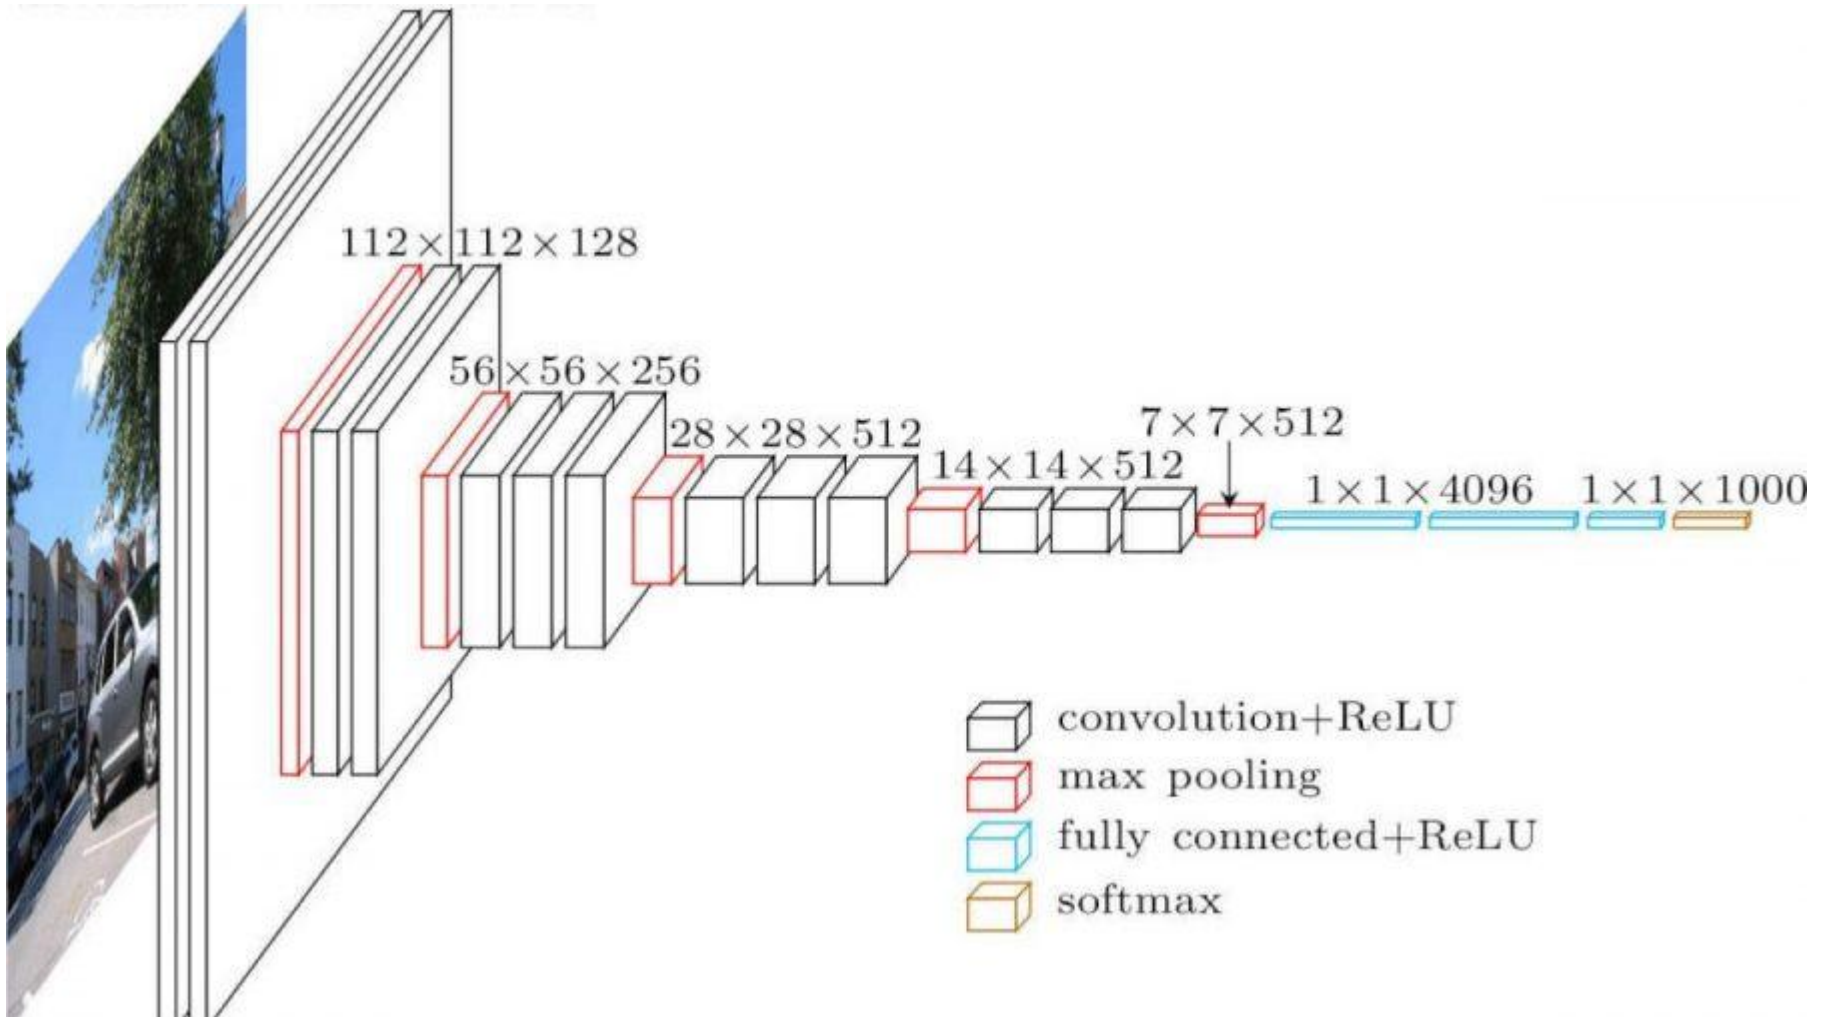 112×112×128
56×56×256
28×28×512
7×7×512
14×14×512
1×1×4096
1×1×1000
convolution+ReLU
max pooling
fully connected+ReLU
softmax